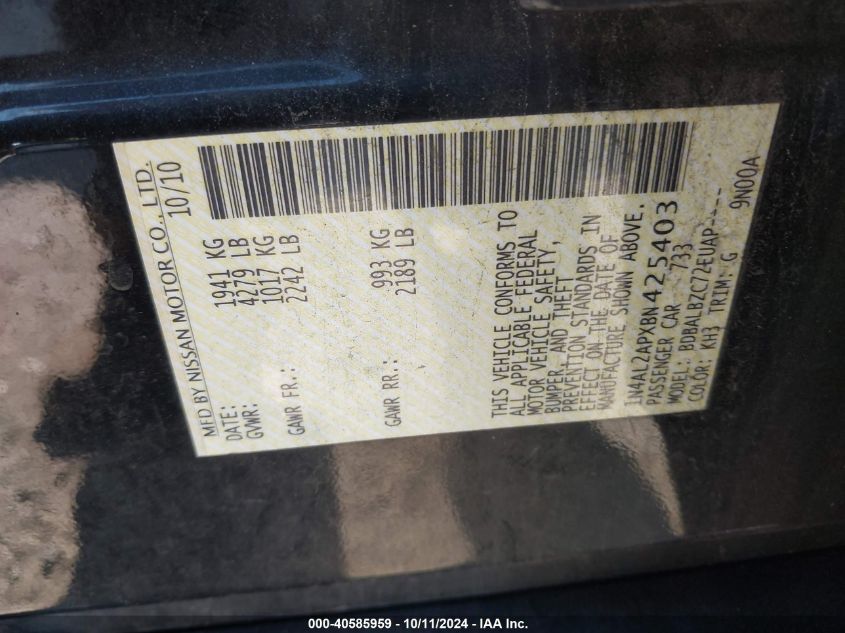 MFD BY NISSAN MOTOR CO., LTD.
DATE: 10/10
GVWR: 1941 KG
4279 LB
GAWR FR.: 1017 KG
2242 LB
GAWR RR.: 993 KG
2189 LB
THIS VEHICLE CONFORMS TO
ALL APPLICABLE FEDERAL
MOTOR VEHICLE SAFETY,
BUMPER, AND THEFT
PREVENTION STANDARDS IN
EFFECT ON THE DATE OF
MANUFACTURE SHOWN ABOVE.
1N4AL2APXBN425403
PASSENGER CAR 733
MODEL: BDBALBZC72EUAP----
COLOR: KH3 TRIM: G 9N00A
000-40585959 - 10/11/2024 - IAA Inc.